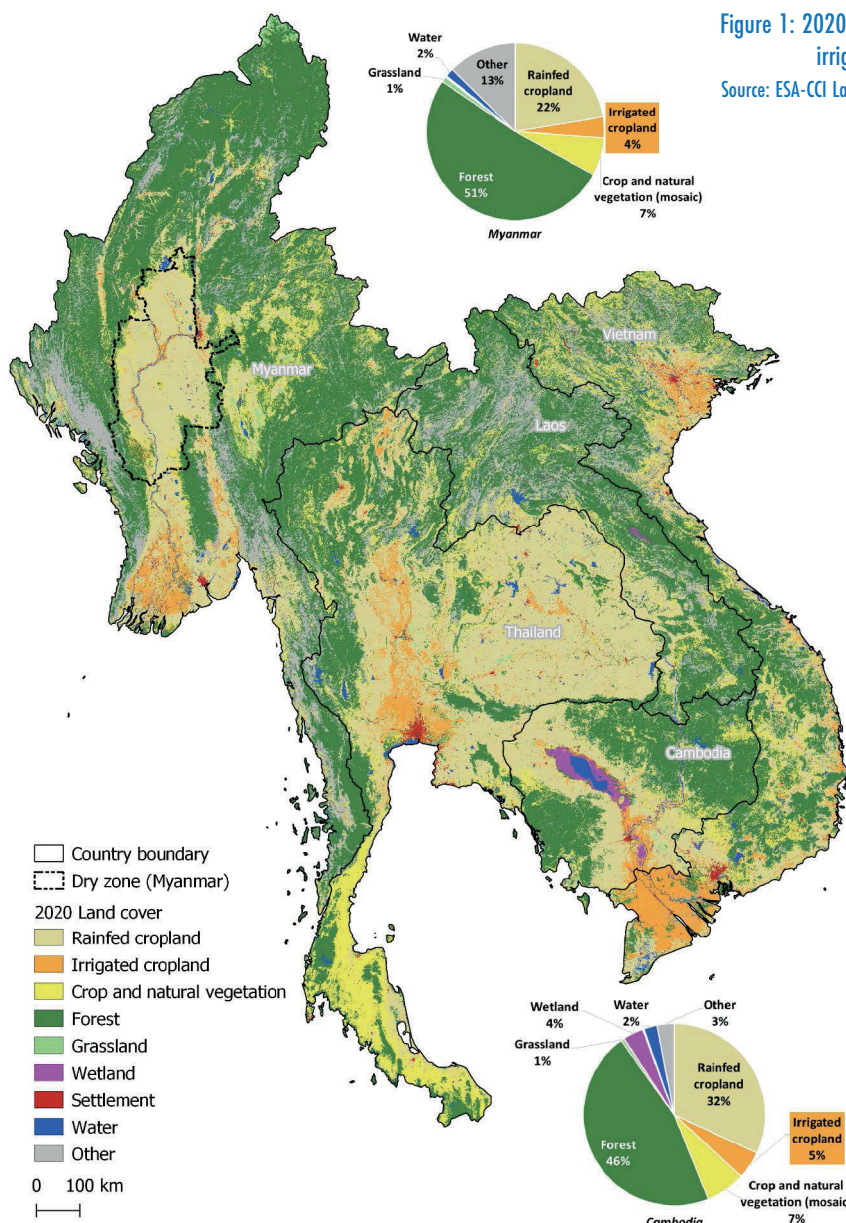 Figure 1: 2020
irrig
Source: ESA-CCI La
Water
2%
Other
13%
Grassland
1%
Rainfed
cropland
22%
Irrigated
cropland
4%
Forest
51%
Crop and natural
vegetation (mosaic)
7%
Myanmar
Vietnam
Myanmar
Laos
Thailand
Cambodia
Country boundary
Dry zone (Myanmar)
2020 Land cover
Rainfed cropland
Irrigated cropland
Crop and natural vegetation
Forest
Grassland
Wetland
Settlement
Water
Other
0 100 km
Wetland
4%
Water
2%
Other
3%
Grassland
1%
Rainfed
cropland
32%
Irrigated
cropland
5%
Forest
46%
Crop and natural
vegetation (mosaic
7%
Cambodia